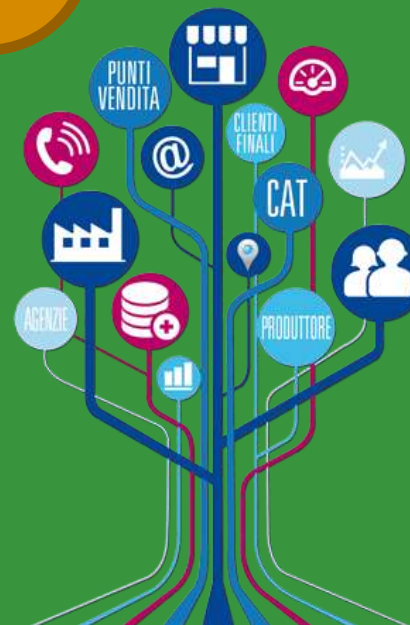 PUNTI
VENDITA
@
CLIENTI
FINALI
CAT
AGENZIE
PRODUTTORE